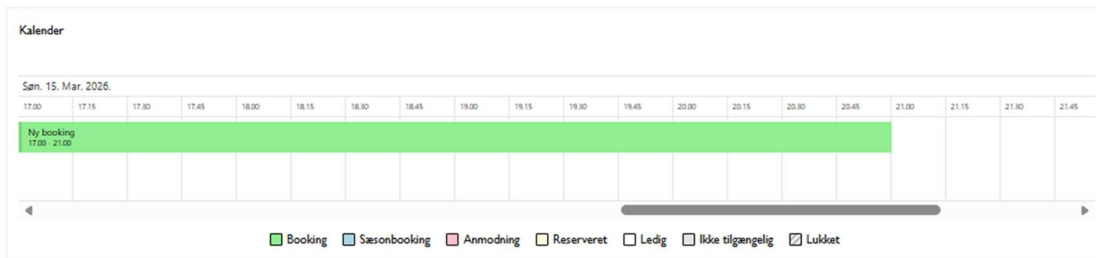 Kalender
Søn. 15. Mar. 2026.
17.00 17.15 17.30 17.45 18.00 18.15 18.30 18.45 19.00 19.15 19.30 19.45 20.00 20.15 20.30 20.45 21.00 21.15 21.30 21.45
Ny booking
17.00 - 21.00
Booking Sæsonbooking Anmodning Reserveret Ledig Ikke tilgængelig Lukket